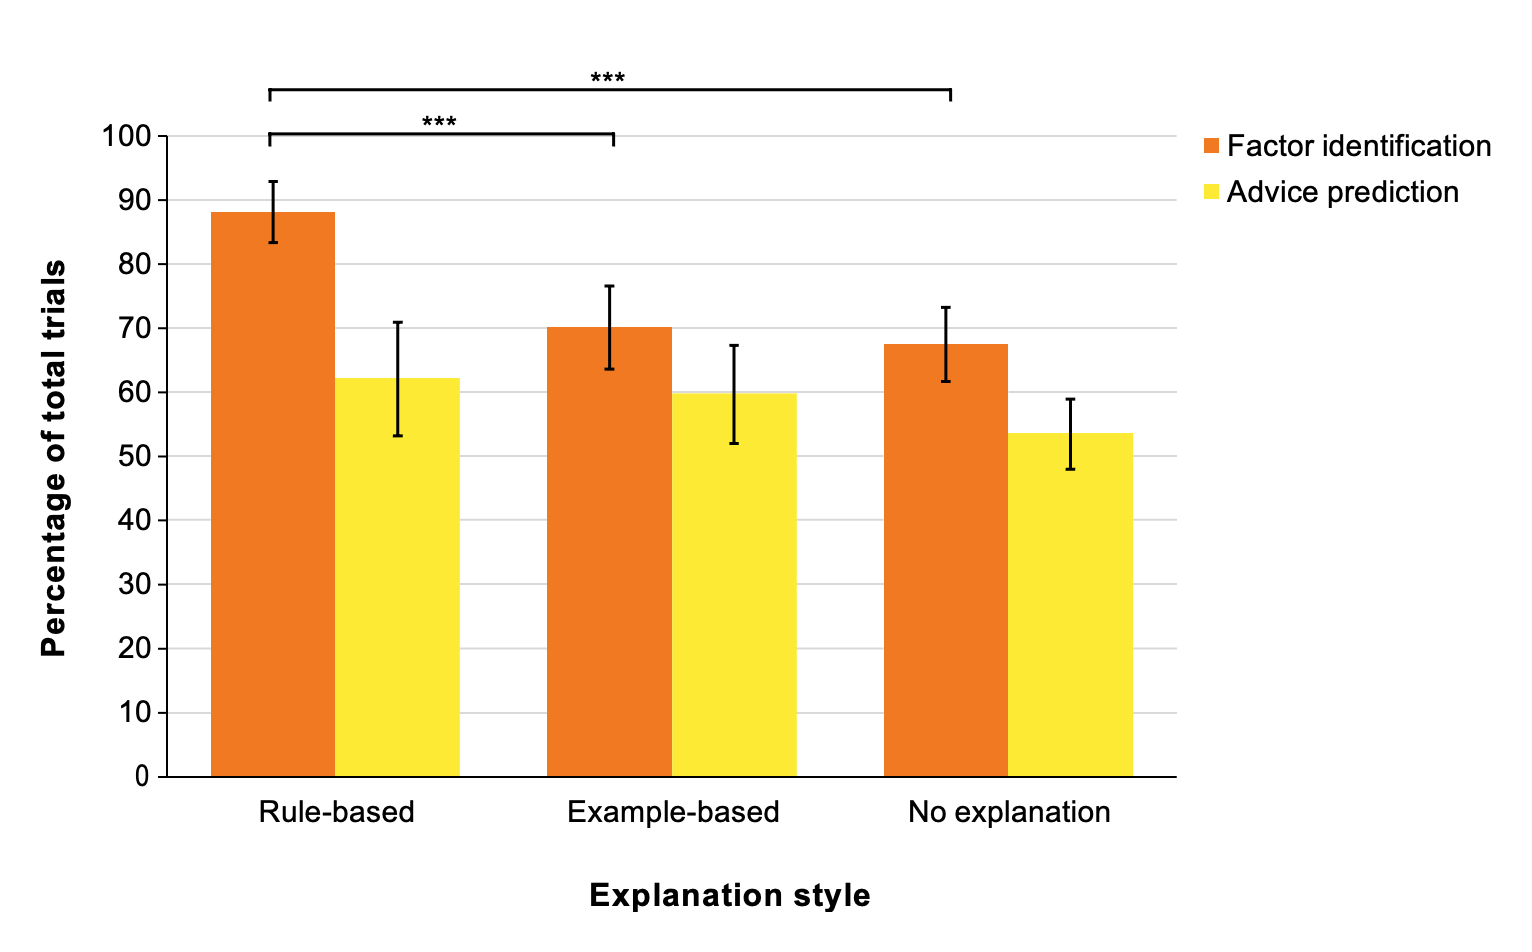 ***
***
100
90
80
70
60
50
40
30
20
10
0
Percentage of total trials
Rule-based
Example-based
No explanation
Explanation style
Factor identification
Advice prediction